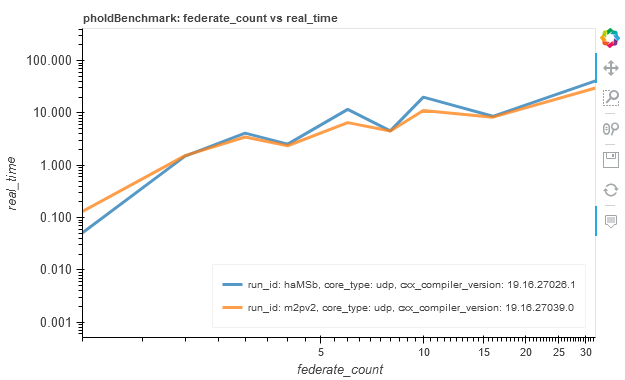 pholdBenchmark: federate_count vs real_time
100.000
10.000
1.000
0.100
0.010
0.001
real_time
run_id: haMSb, core_type: udp, cxx_compiler_version: 19.16.27026.1
run_id: m2pv2, core_type: udp, cxx_compiler_version: 19.16.27039.0
5 10 15 20 25 30
federate_count